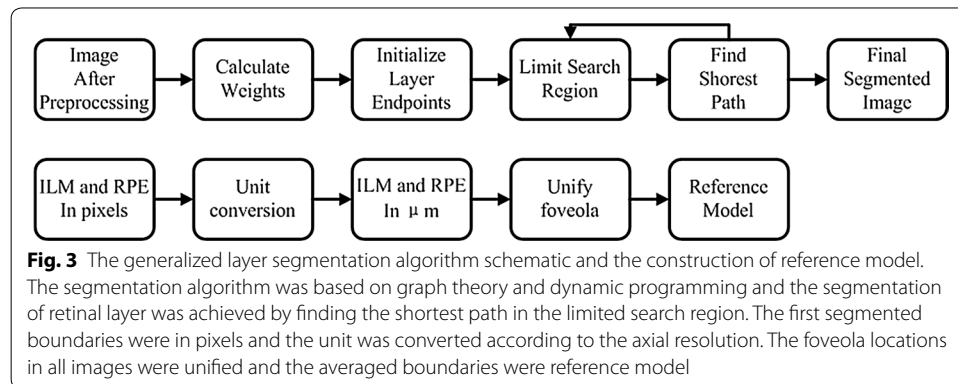 Image
After
Preprocessing
Calculate
Weights
Initialize
Layer
Endpoints
Limit Search
Region
Find
Shorest
Path
Final
Segmented
Image
ILM and RPE
In pixels
Unit
conversion
ILM and RPE
In μm
Unify
foveola
Reference
Model
Fig. 3 The generalized layer segmentation algorithm schematic and the construction of reference model.
The segmentation algorithm was based on graph theory and dynamic programming and the segmentation
of retinal layer was achieved by finding the shortest path in the limited search region. The first segmented
boundaries were in pixels and the unit was converted according to the axial resolution. The foveola locations
in all images were unified and the averaged boundaries were reference model